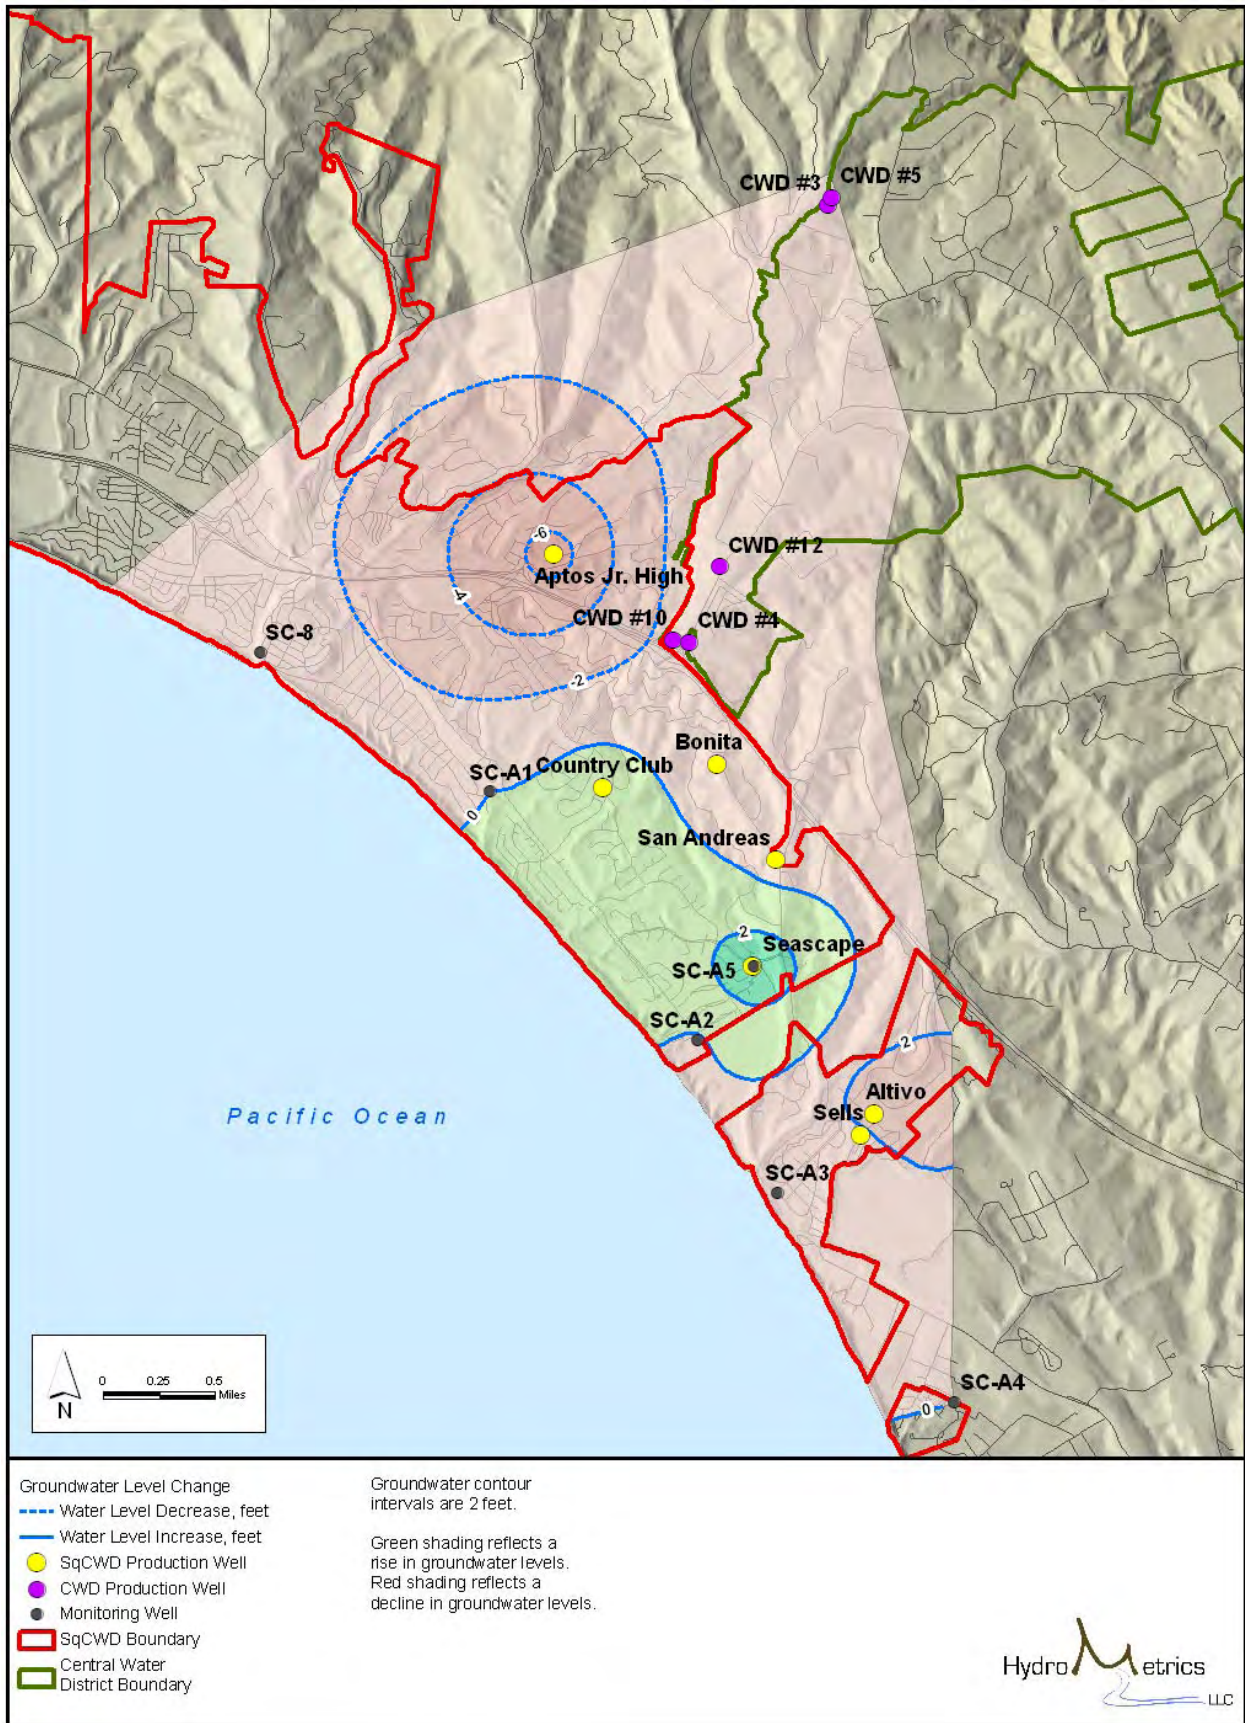 CWD #3
CWD #5
-6
Aptos Jr. High
-4
CWD #12
CWD #10
CWD #4
SC-8
-2
Bonita
SC-A1
Country Club
0
San Andreas
2
Seascape
SC-A5
SC-A2
2
Altivo
Sells
Pacific Ocean
SC-A3
SC-A4
0
N
0 0.25 0.5
Miles
Groundwater Level Change
Water Level Decrease, feet
Water Level Increase, feet
SqCWD Production Well
CWD Production Well
Monitoring Well
SqCWD Boundary
Central Water
District Boundary
Groundwater contour
intervals are 2 feet.
Green shading reflects a
rise in groundwater levels.
Red shading reflects a
decline in groundwater levels.
HydroMetrics
LLC